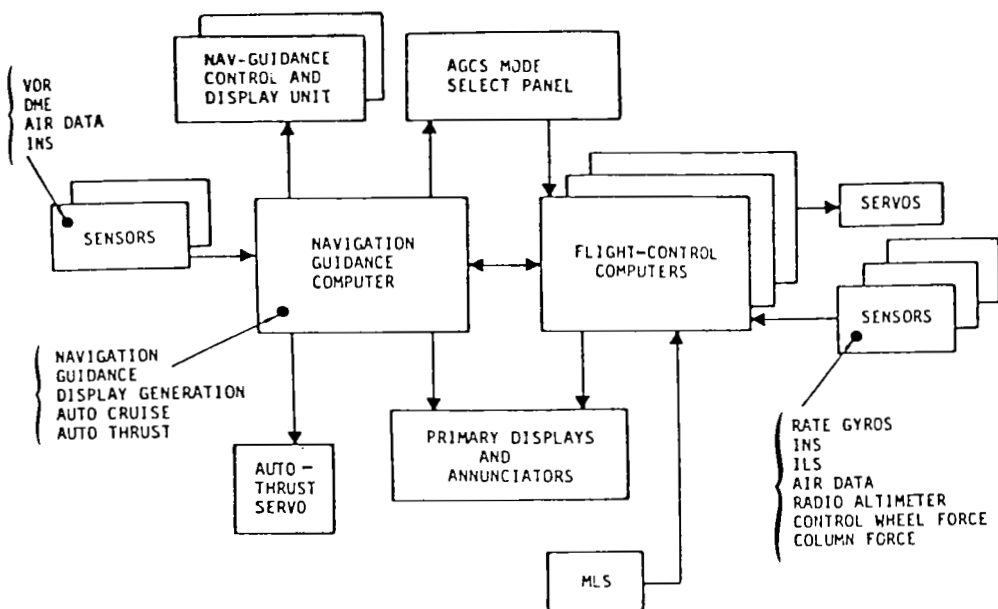 NAV-GUIDANCE
CONTROL AND
DISPLAY UNIT
AGCS MODE
SELECT PANEL
VOR
DME
AIR DATA
INS
SENSORS
NAVIGATION
GUIDANCE
COMPUTER
FLIGHT-CONTROL
COMPUTERS
SERVOS
SENSORS
NAVIGATION
GUIDANCE
DISPLAY GENERATION
AUTO CRUISE
AUTO THRUST
AUTO-
THRUST
SERVO
PRIMARY DISPLAYS
AND
ANNUNCIATORS
RATE GYROS
INS
ILS
AIR DATA
RADIO ALTIMETER
CONTROL WHEEL FORCE
COLUMN FORCE
MLS